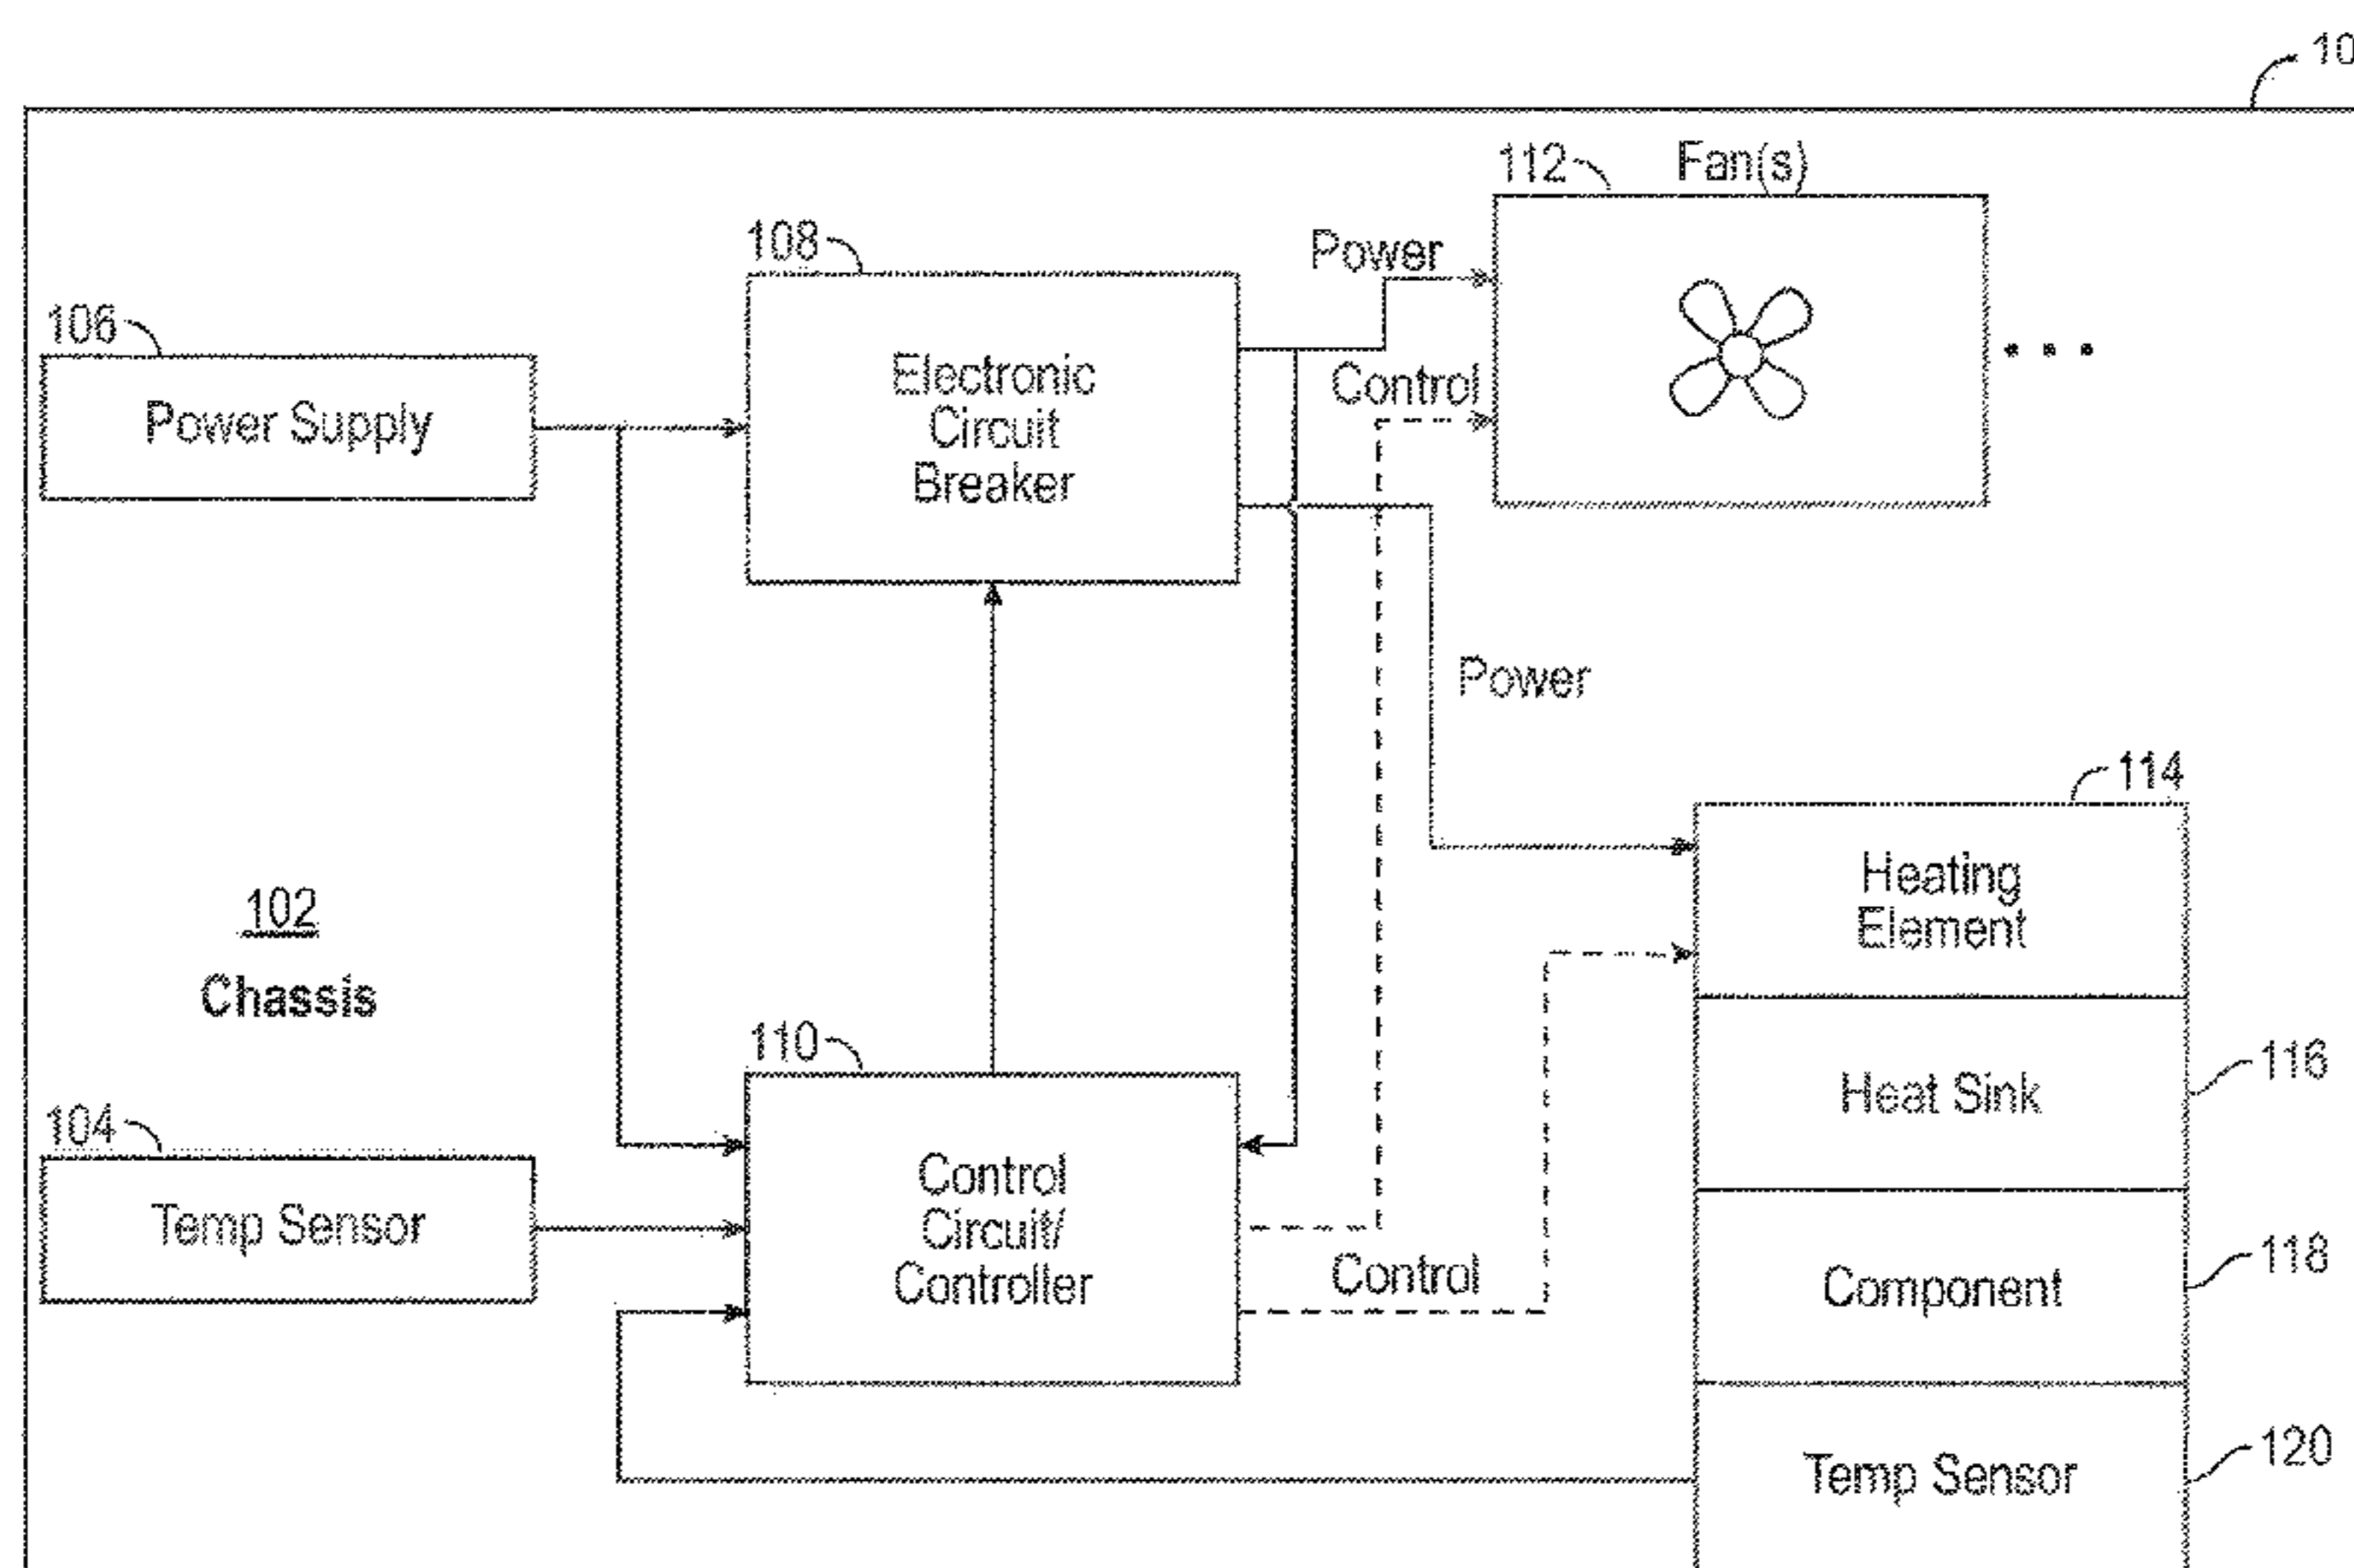 10
112
Fan(s)
108
Power
106
Electronic
Circuit
Breaker
Control
Power Supply
Power
114
Heating
Element
102
Chassis
110
Heat Sink
116
104
Control
Circuit/
Controller
Temp Sensor
Control
Component
118
Temp Sensor
120